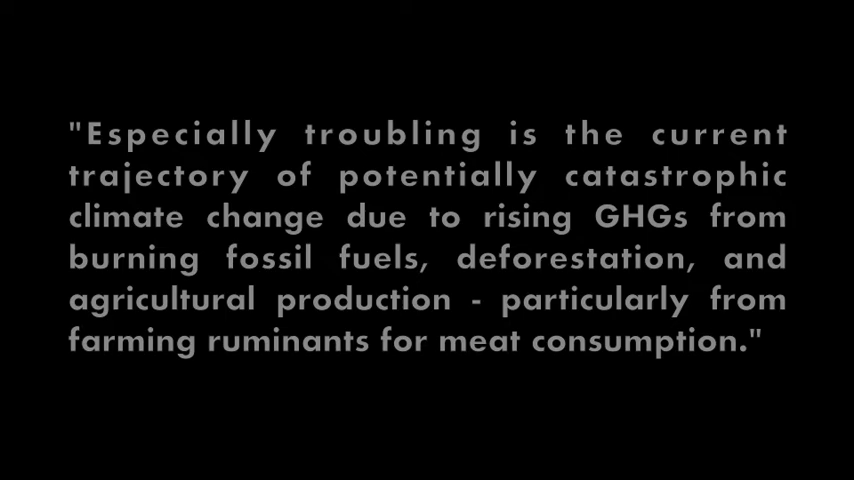 "Especially troubling is the current
trajectory of potentially catastrophic
climate change due to rising GHGs from
burning fossil fuels, deforestation, and
agricultural production - particularly from
farming ruminants for meat consumption."